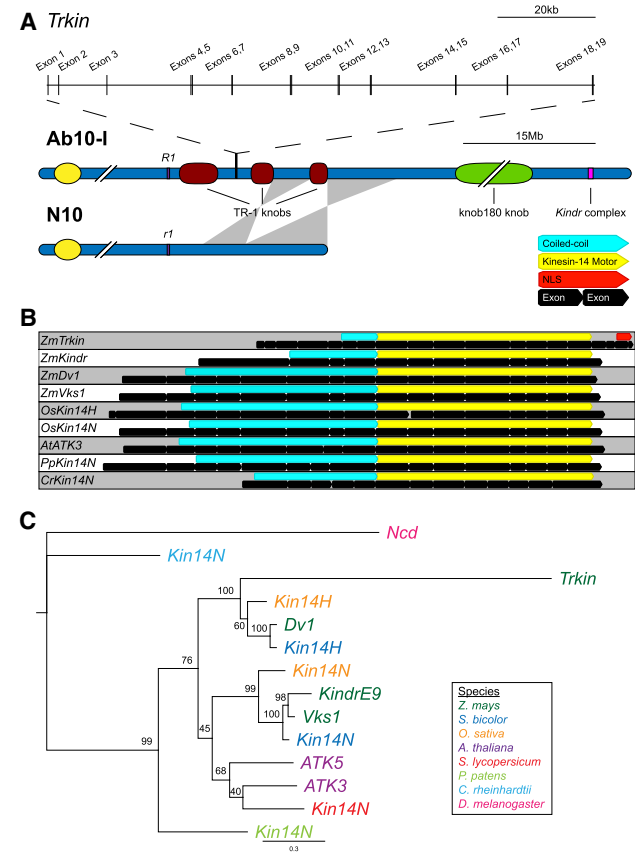 A Trkin
20kb
Exon 1
Exon 2
Exon 3
Exons 4,5
Exons 6,7
Exons 8,9
Exons 10,11
Exons 12,13
Exons 14,15
Exons 16,17
Exons 18,19
Ab10-I
15Mb
R1
TR-1 knobs
knob180 knob
Kindr complex
N10
r1
Coiled-coil
Kinesin-14 Motor
NLS
Exon Exon
B
ZmTrkin
ZmKindr
ZmDv1
ZmVks1
OsKin14H
OsKin14N
AtATK3
PpKin14N
CrKin14N
C
Ncd
Kin14N
Trkin
100
Kin14H
60
100
Dv1
Kin14H
76
Kin14N
99
98
KindrE9
100
Vks1
Kin14N
45
99
68
ATK5
40
ATK3
Kin14N
Kin14N
0.3
Species
Z. mays
S. bicolor
O. sativa
A. thaliana
S. lycopersicum
P. patens
C. rheinhardtii
D. melanogaster